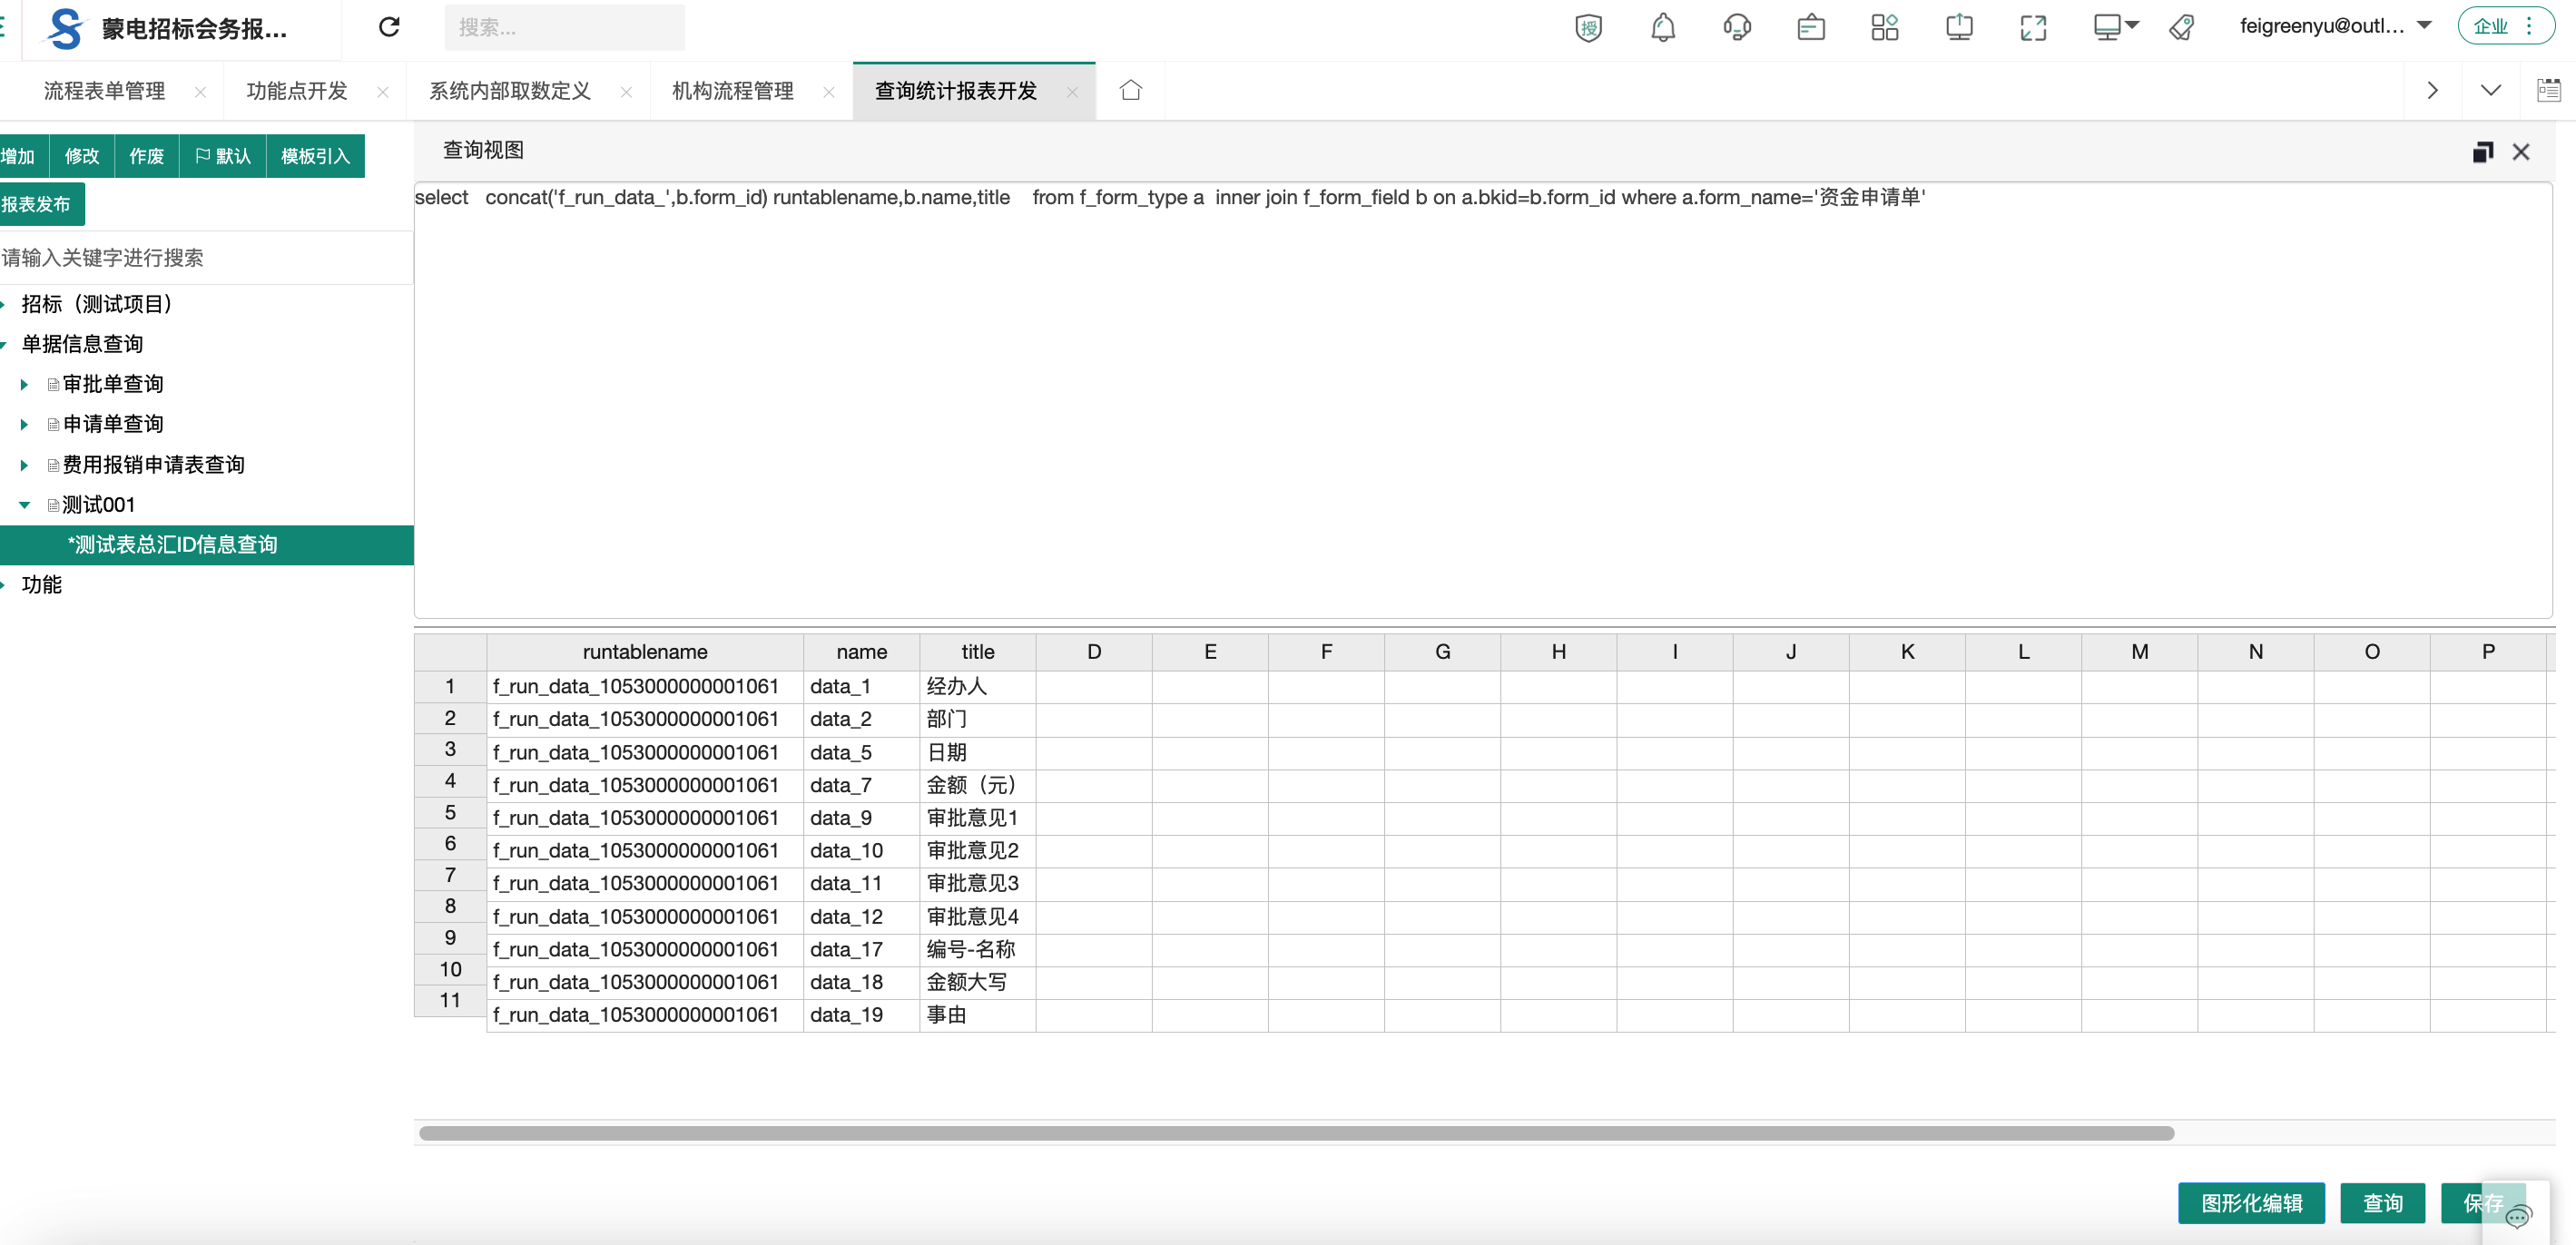 蒙电招标会务报...
搜索...
授
feigreenyu@outl...
企业
流程表单管理
功能点开发
系统内部取数定义
机构流程管理
查询统计报表开发
增加
修改
作废
默认
模板引入
报表发布
请输入关键字进行搜索
招标（测试项目）
单据信息查询
审批单查询
申请单查询
费用报销申请表查询
测试001
*测试表总汇ID信息查询
功能
查询视图
select concat('f_run_data_',b.form_id) runtablename,b.name,title from f_form_type a inner join f_form_field b on a.bkid=b.form_id where a.form_name='资金申请单'
runtablename name title D E F G H I J K L M N O P
1 f_run_data_1053000000001061 data_1 经办人
2 f_run_data_1053000000001061 data_2 部门
3 f_run_data_1053000000001061 data_5 日期
4 f_run_data_1053000000001061 data_7 金额（元）
5 f_run_data_1053000000001061 data_9 审批意见1
6 f_run_data_1053000000001061 data_10 审批意见2
7 f_run_data_1053000000001061 data_11 审批意见3
8 f_run_data_1053000000001061 data_12 审批意见4
9 f_run_data_1053000000001061 data_17 编号-名称
10 f_run_data_1053000000001061 data_18 金额大写
11 f_run_data_1053000000001061 data_19 事由
图形化编辑
查询
保存